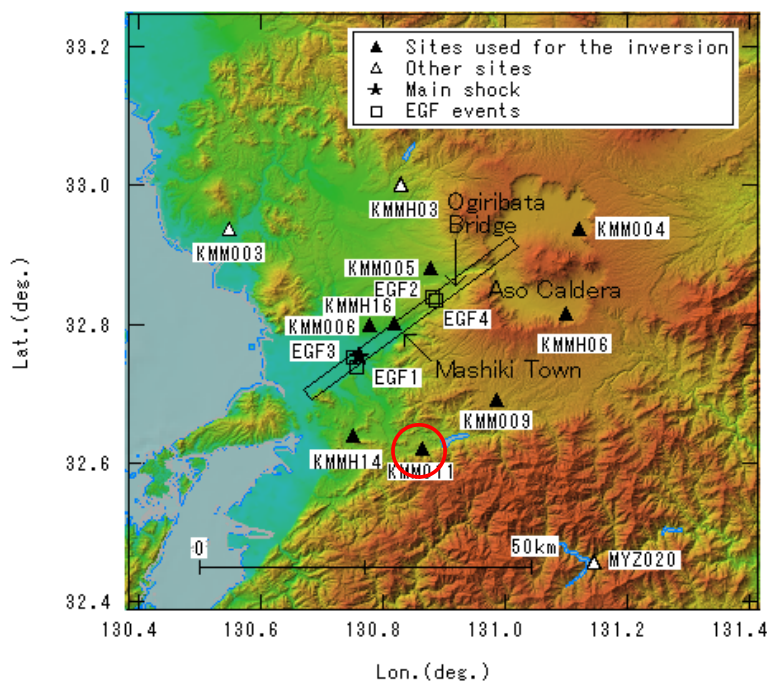 33.2
33.0
32.8
32.6
32.4
Lat.(deg.)
Sites used for the inversion
Other sites
Main shock
EGF events
KMMH03
Ogiribata
Bridge
KMM003
KMM004
KMM005
EGF2
KMMH16
Aso Caldera
KMM006
EGF4
EGF3
KMMH06
EGF1
Mashiki Town
KMM009
KMMH14
KMM011
0
50km
MYZ020
130.4
130.6
130.8
131.0
131.2
131.4
Lon.(deg.)